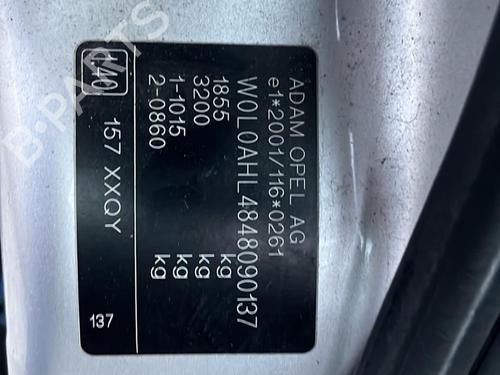 ADAM OPEL AG
e1*2001/116*0261
W0L0AHL4848090137
1855 kg
3200 kg
1-1015 kg
2-0860 kg
140
157 XXQY
137
B-PARTS